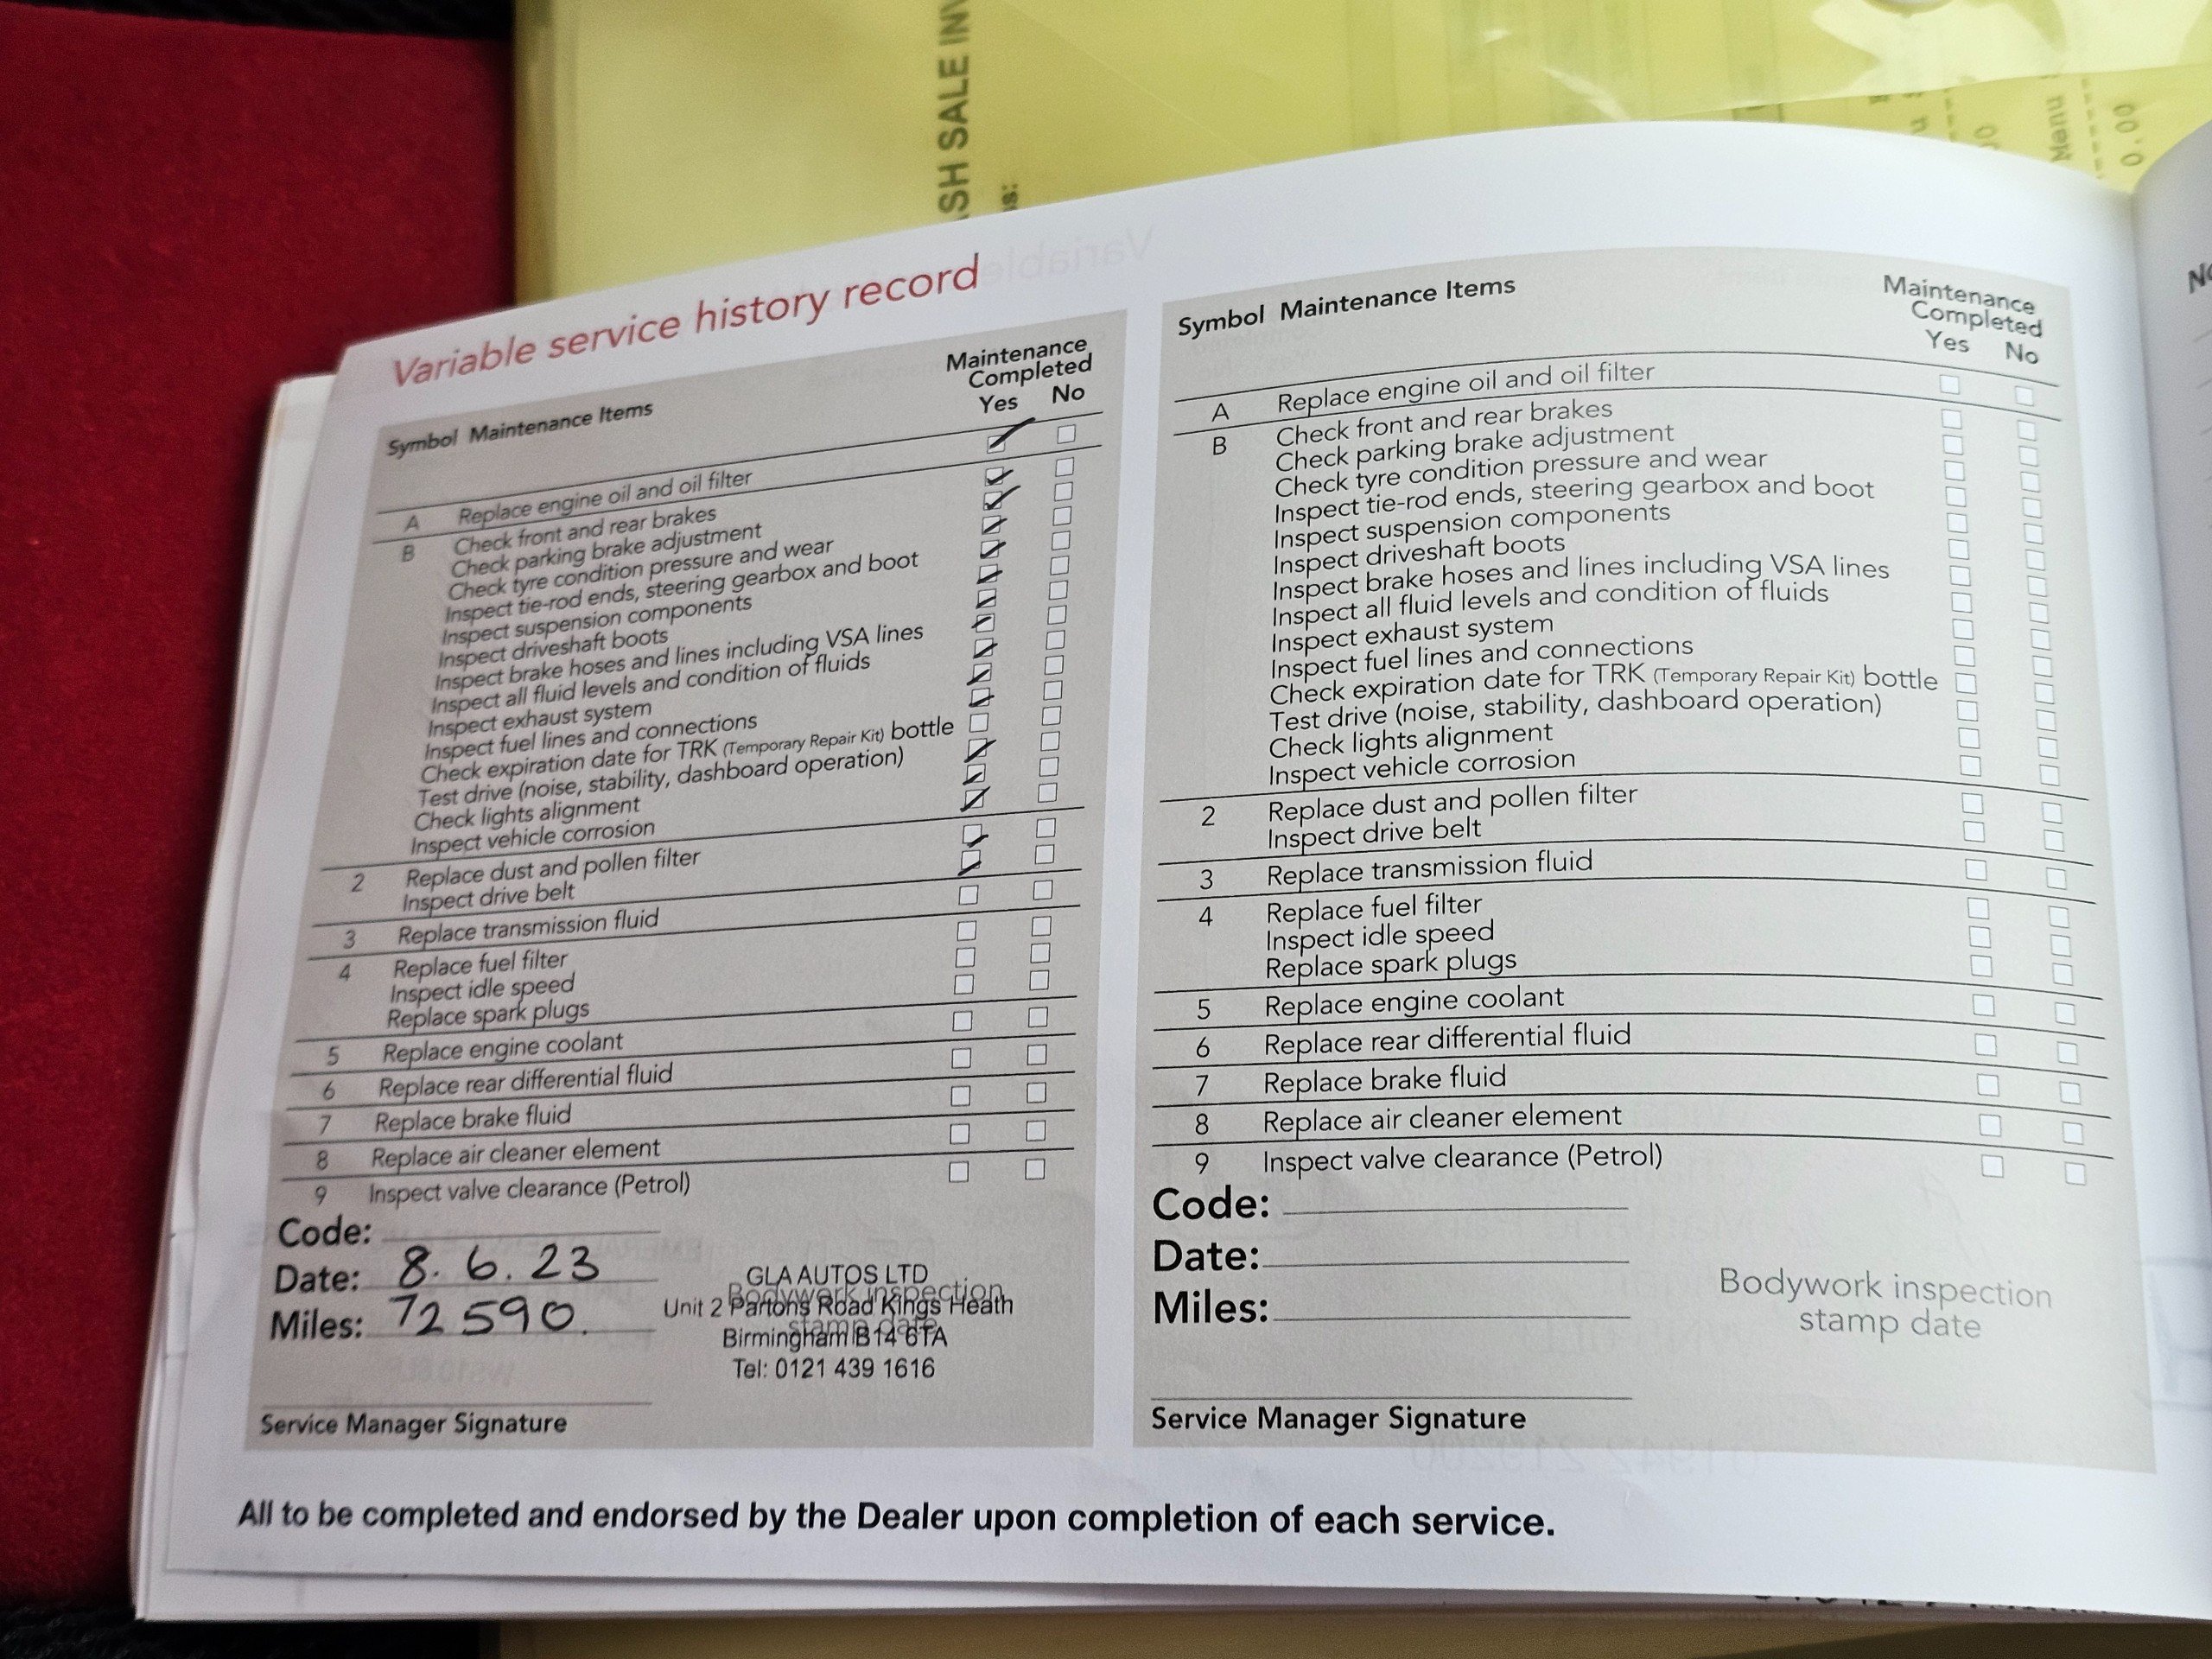 SH SALE INV
Menu
0.00
Variable service history record
Symbol Maintenance Items
Maintenance
Completed
Yes No
A Replace engine oil and oil filter
B Check front and rear brakes
Check parking brake adjustment
Check tyre condition pressure and wear
Inspect tie-rod ends, steering gearbox and boot
Inspect suspension components
Inspect driveshaft boots
Inspect brake hoses and lines including VSA lines
Inspect all fluid levels and condition of fluids
Inspect exhaust system
Inspect fuel lines and connections
Check expiration date for TRK (Temporary Repair Kit) bottle
Test drive (noise, stability, dashboard operation)
Check lights alignment
Inspect vehicle corrosion
2 Replace dust and pollen filter
Inspect drive belt
3 Replace transmission fluid
4 Replace fuel filter
Inspect idle speed
Replace spark plugs
5 Replace engine coolant
6 Replace rear differential fluid
7 Replace brake fluid
8 Replace air cleaner element
9 Inspect valve clearance (Petrol)
Code:
Date: 8.6.23
Miles: 72590.
Bodywork inspection
stamp date
GLA AUTOS LTD
Unit 2 Partons Road Kings Heath
Birmingham B14 6TA
Tel: 0121 439 1616
Service Manager Signature
Symbol Maintenance Items
Maintenance
Completed
Yes No
A Replace engine oil and oil filter
B Check front and rear brakes
Check parking brake adjustment
Check tyre condition pressure and wear
Inspect tie-rod ends, steering gearbox and boot
Inspect suspension components
Inspect driveshaft boots
Inspect brake hoses and lines including VSA lines
Inspect all fluid levels and condition of fluids
Inspect exhaust system
Inspect fuel lines and connections
Check expiration date for TRK (Temporary Repair Kit) bottle
Test drive (noise, stability, dashboard operation)
Check lights alignment
Inspect vehicle corrosion
2 Replace dust and pollen filter
Inspect drive belt
3 Replace transmission fluid
4 Replace fuel filter
Inspect idle speed
Replace spark plugs
5 Replace engine coolant
6 Replace rear differential fluid
7 Replace brake fluid
8 Replace air cleaner element
9 Inspect valve clearance (Petrol)
Code:
Date:
Miles:
Bodywork inspection
stamp date
Service Manager Signature
All to be completed and endorsed by the Dealer upon completion of each service.